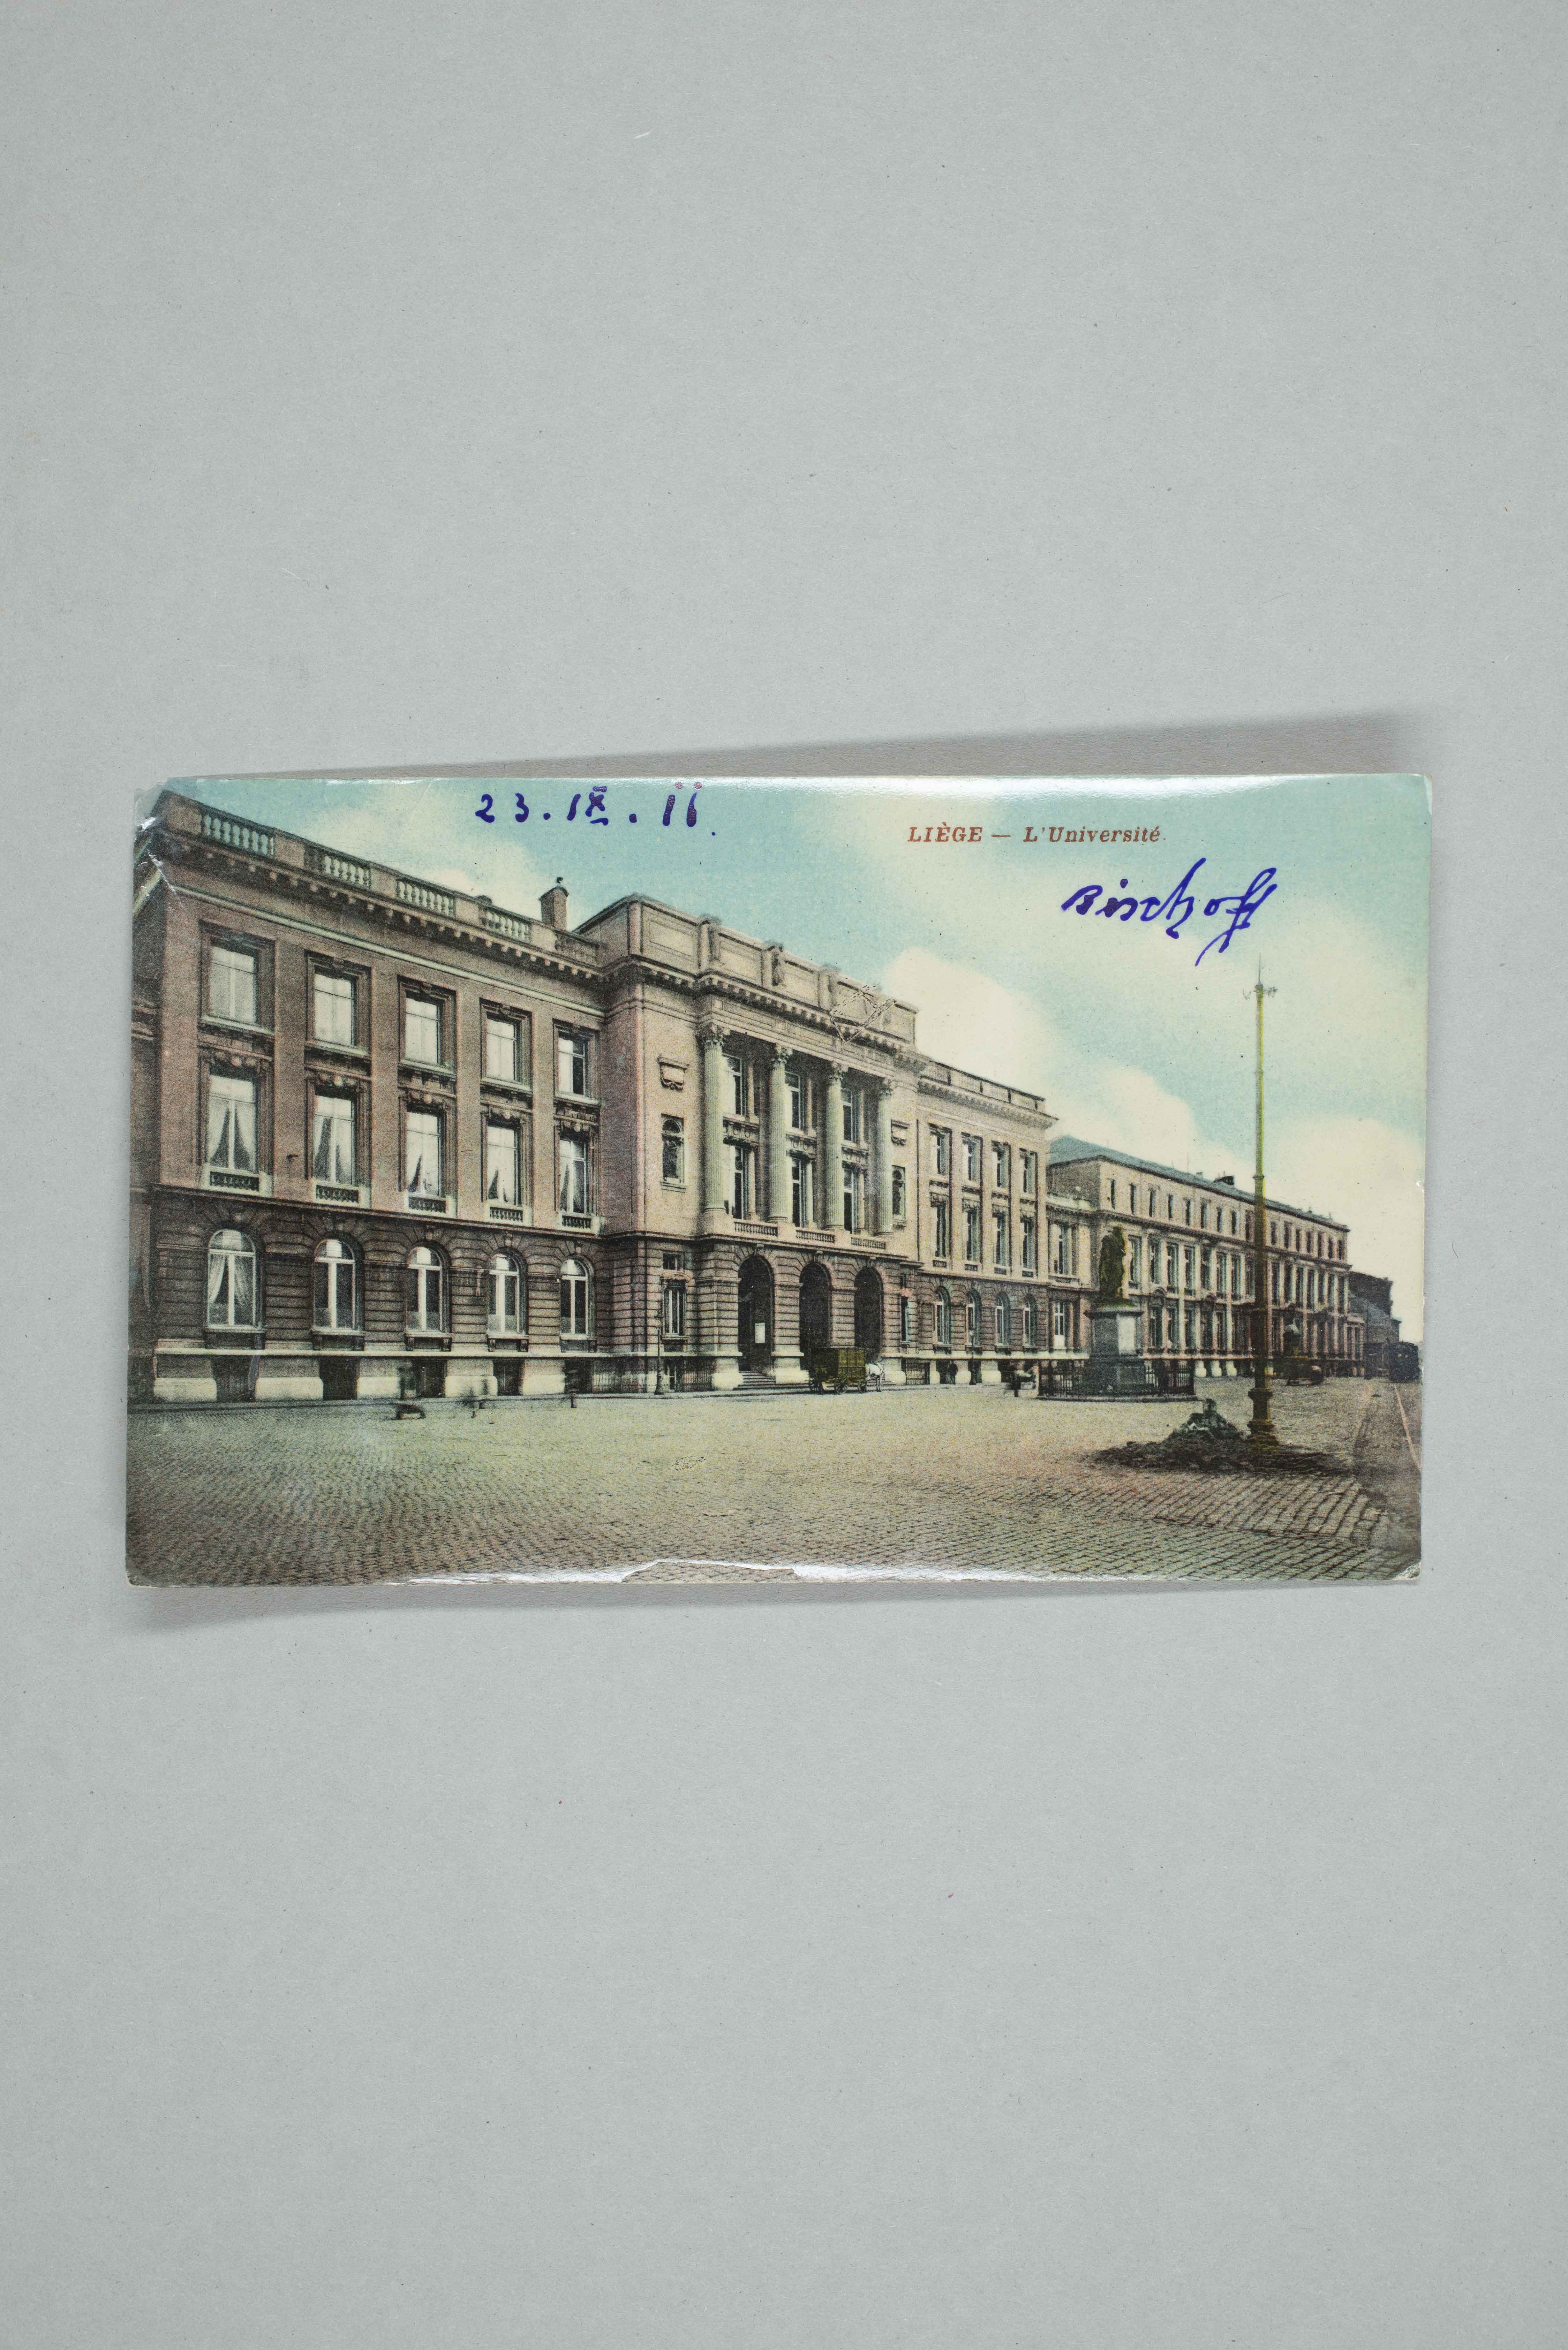 23.IX.11.
LIÈGE — L'Université.
Bischoff